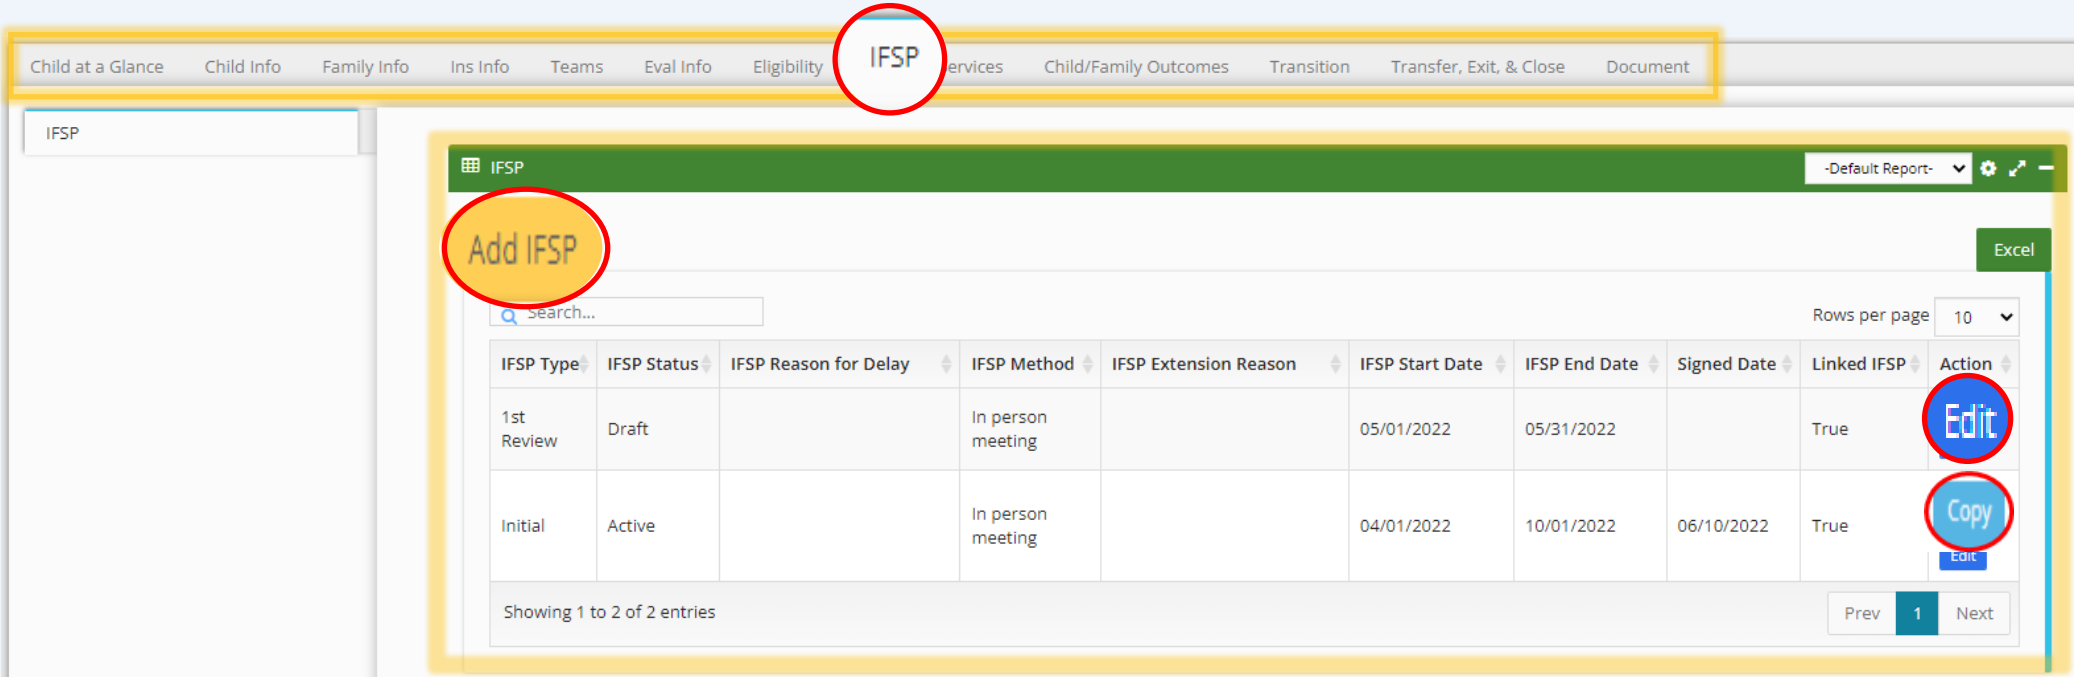 Child at a Glance Child Info Family Info Ins Info Teams Eval Info Eligibility IFSP ervices Child/Family Outcomes Transition Transfer, Exit, & Close Document
IFSP
IFSP -Default Report-
Add IFSP
Excel
Search...
Rows per page 10
IFSP Type IFSP Status IFSP Reason for Delay IFSP Method IFSP Extension Reason IFSP Start Date IFSP End Date Signed Date Linked IFSP Action
1st Review Draft In person meeting 05/01/2022 05/31/2022 True Edit
Initial Active In person meeting 04/01/2022 10/01/2022 06/10/2022 True Copy
Edit
Showing 1 to 2 of 2 entries
Prev 1 Next